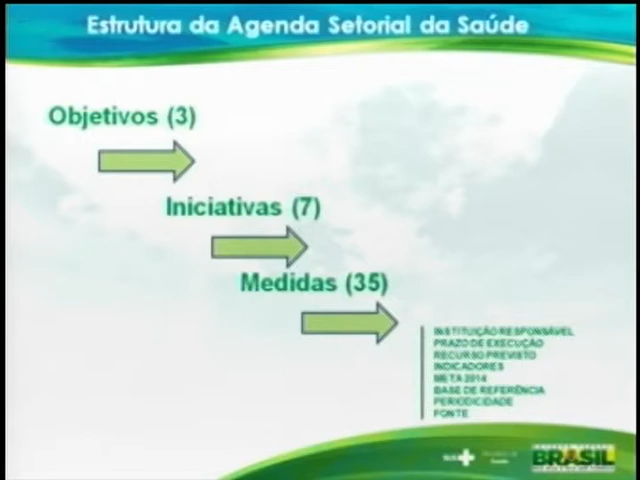 Estrutura da Agenda Setorial da Saúde
Objetivos (3)
Iniciativas (7)
Medidas (35)
INSTITUIÇÃO RESPONSÁVEL
PRAZO DE EXECUÇÃO
RECURSO PREVISTO
INDICADORES
META 2014
BASE DE REFERÊNCIA
PERIODICIDADE
FONTE
SUS
BRASIL